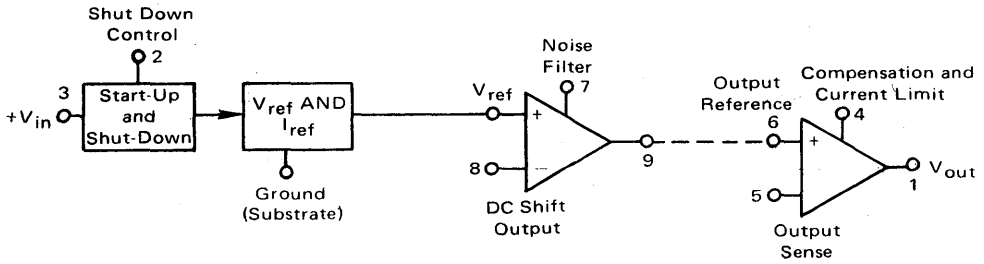 Shut Down
Control
2
3
+Vin
Start-Up
and
Shut-Down
Vref AND
Iref
Ground
(Substrate)
Vref
Noise
Filter
7
+
8
−
9
DC Shift
Output
Output
Reference
6
Compensation and
Current Limit
4
+
5
1
Vout
Output
Sense